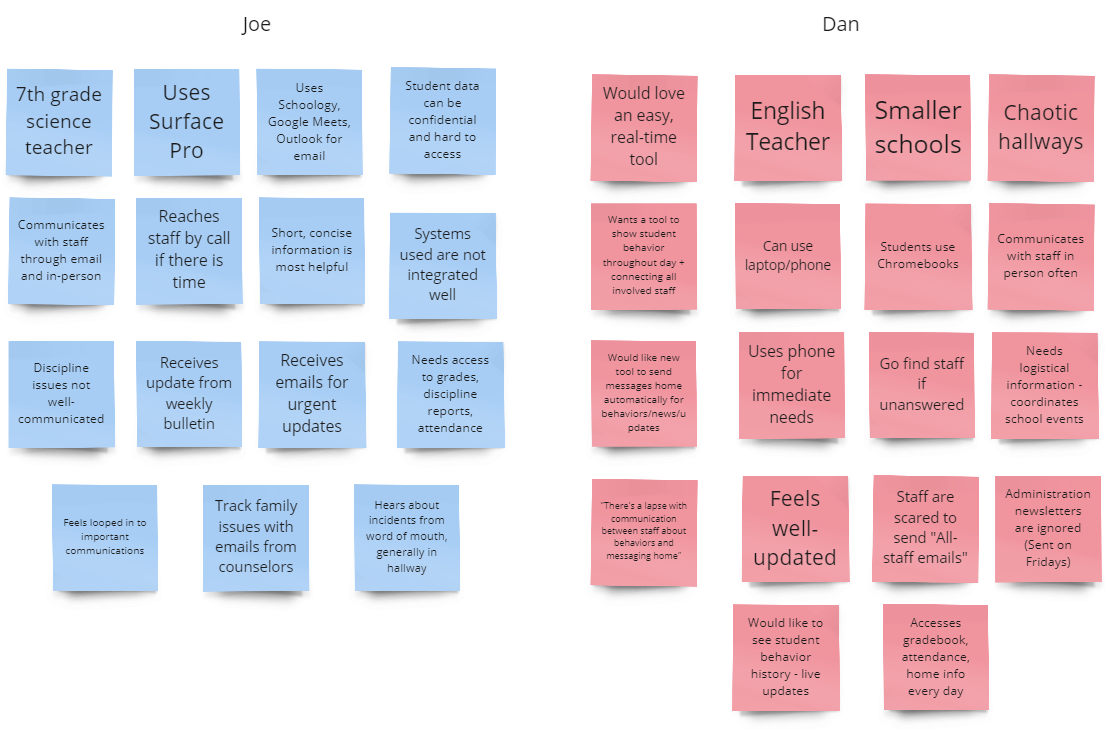 Joe
7th grade
science
teacher
Uses
Surface
Pro
Uses
Schoology,
Google Meets,
Outlook for
email
Student data
can be
confidential
and hard to
access
Communicates
with staff
through email
and in-person
Reaches
staff by call
if there is
time
Short, concise
information is
most helpful
Systems
used are not
integrated
well
Discipline
issues not
well-
communicated
Receives
update from
weekly
bulletin
Receives
emails for
urgent
updates
Needs access
to grades,
discipline
reports,
attendance
Feels looped in to
important
communications
Track family
issues with
emails from
counselors
Hears about
incidents from
word of mouth,
generally in
hallway
Dan
Would love
an easy,
real-time
tool
English
Teacher
Smaller
schools
Chaotic
hallways
Wants a tool to
show student
behavior
throughout day +
connecting all
involved staff
Can use
laptop/phone
Students use
Chromebooks
Communicates
with staff in
person often
Would like new
tool to send
messages home
automatically for
behaviors/news/u
pdates
Uses phone
for
immediate
needs
Go find staff
if
unanswered
Needs
logistical
information -
coordinates
school events
"There's a lapse with
communication
between staff about
behaviors and
messaging home"
Feels
well-
updated
Staff are
scared to
send "All-
staff emails"
Administration
newsletters
are ignored
(Sent on
Fridays)
Would like to
see student
behavior
history - live
updates
Accesses
gradebook,
attendance,
home info
every day